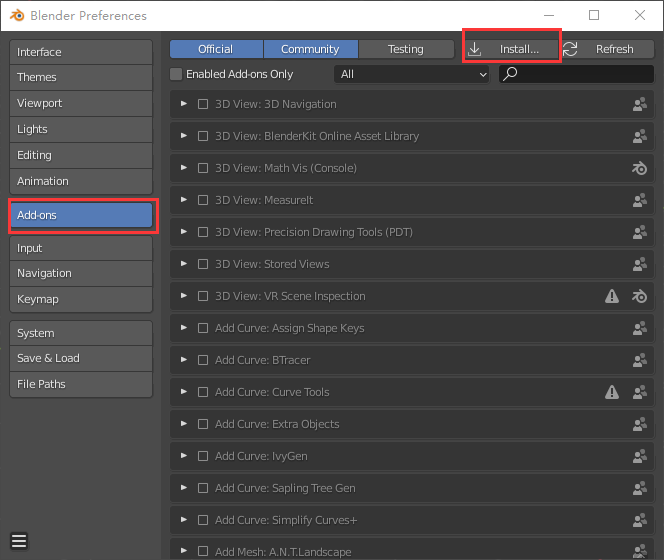 Blender Preferences
Interface
Themes
Viewport
Lights
Editing
Animation
Add-ons
Input
Navigation
Keymap
System
Save & Load
File Paths
Official Community Testing Install... Refresh
Enabled Add-ons Only All
3D View: 3D Navigation
3D View: BlenderKit Online Asset Library
3D View: Math Vis (Console)
3D View: MeasureIt
3D View: Precision Drawing Tools (PDT)
3D View: Stored Views
3D View: VR Scene Inspection
Add Curve: Assign Shape Keys
Add Curve: BTracer
Add Curve: Curve Tools
Add Curve: Extra Objects
Add Curve: IvyGen
Add Curve: Sapling Tree Gen
Add Curve: Simplify Curves+
Add Mesh: A.N.T.Landscape